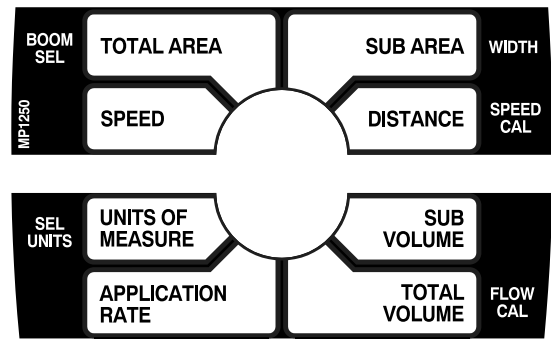 BOOM
SEL
TOTAL AREA
SUB AREA
WIDTH
MP1250
SPEED
DISTANCE
SPEED
CAL
SEL
UNITS
UNITS OF
MEASURE
SUB
VOLUME
APPLICATION
RATE
TOTAL
VOLUME
FLOW
CAL